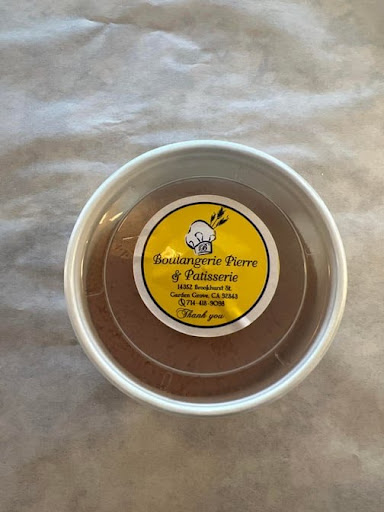 B
Boulangerie Pierre
& Patisserie
14352 Brookhurst St.
Garden Grove, CA 92843
714-418-9098
Thank you